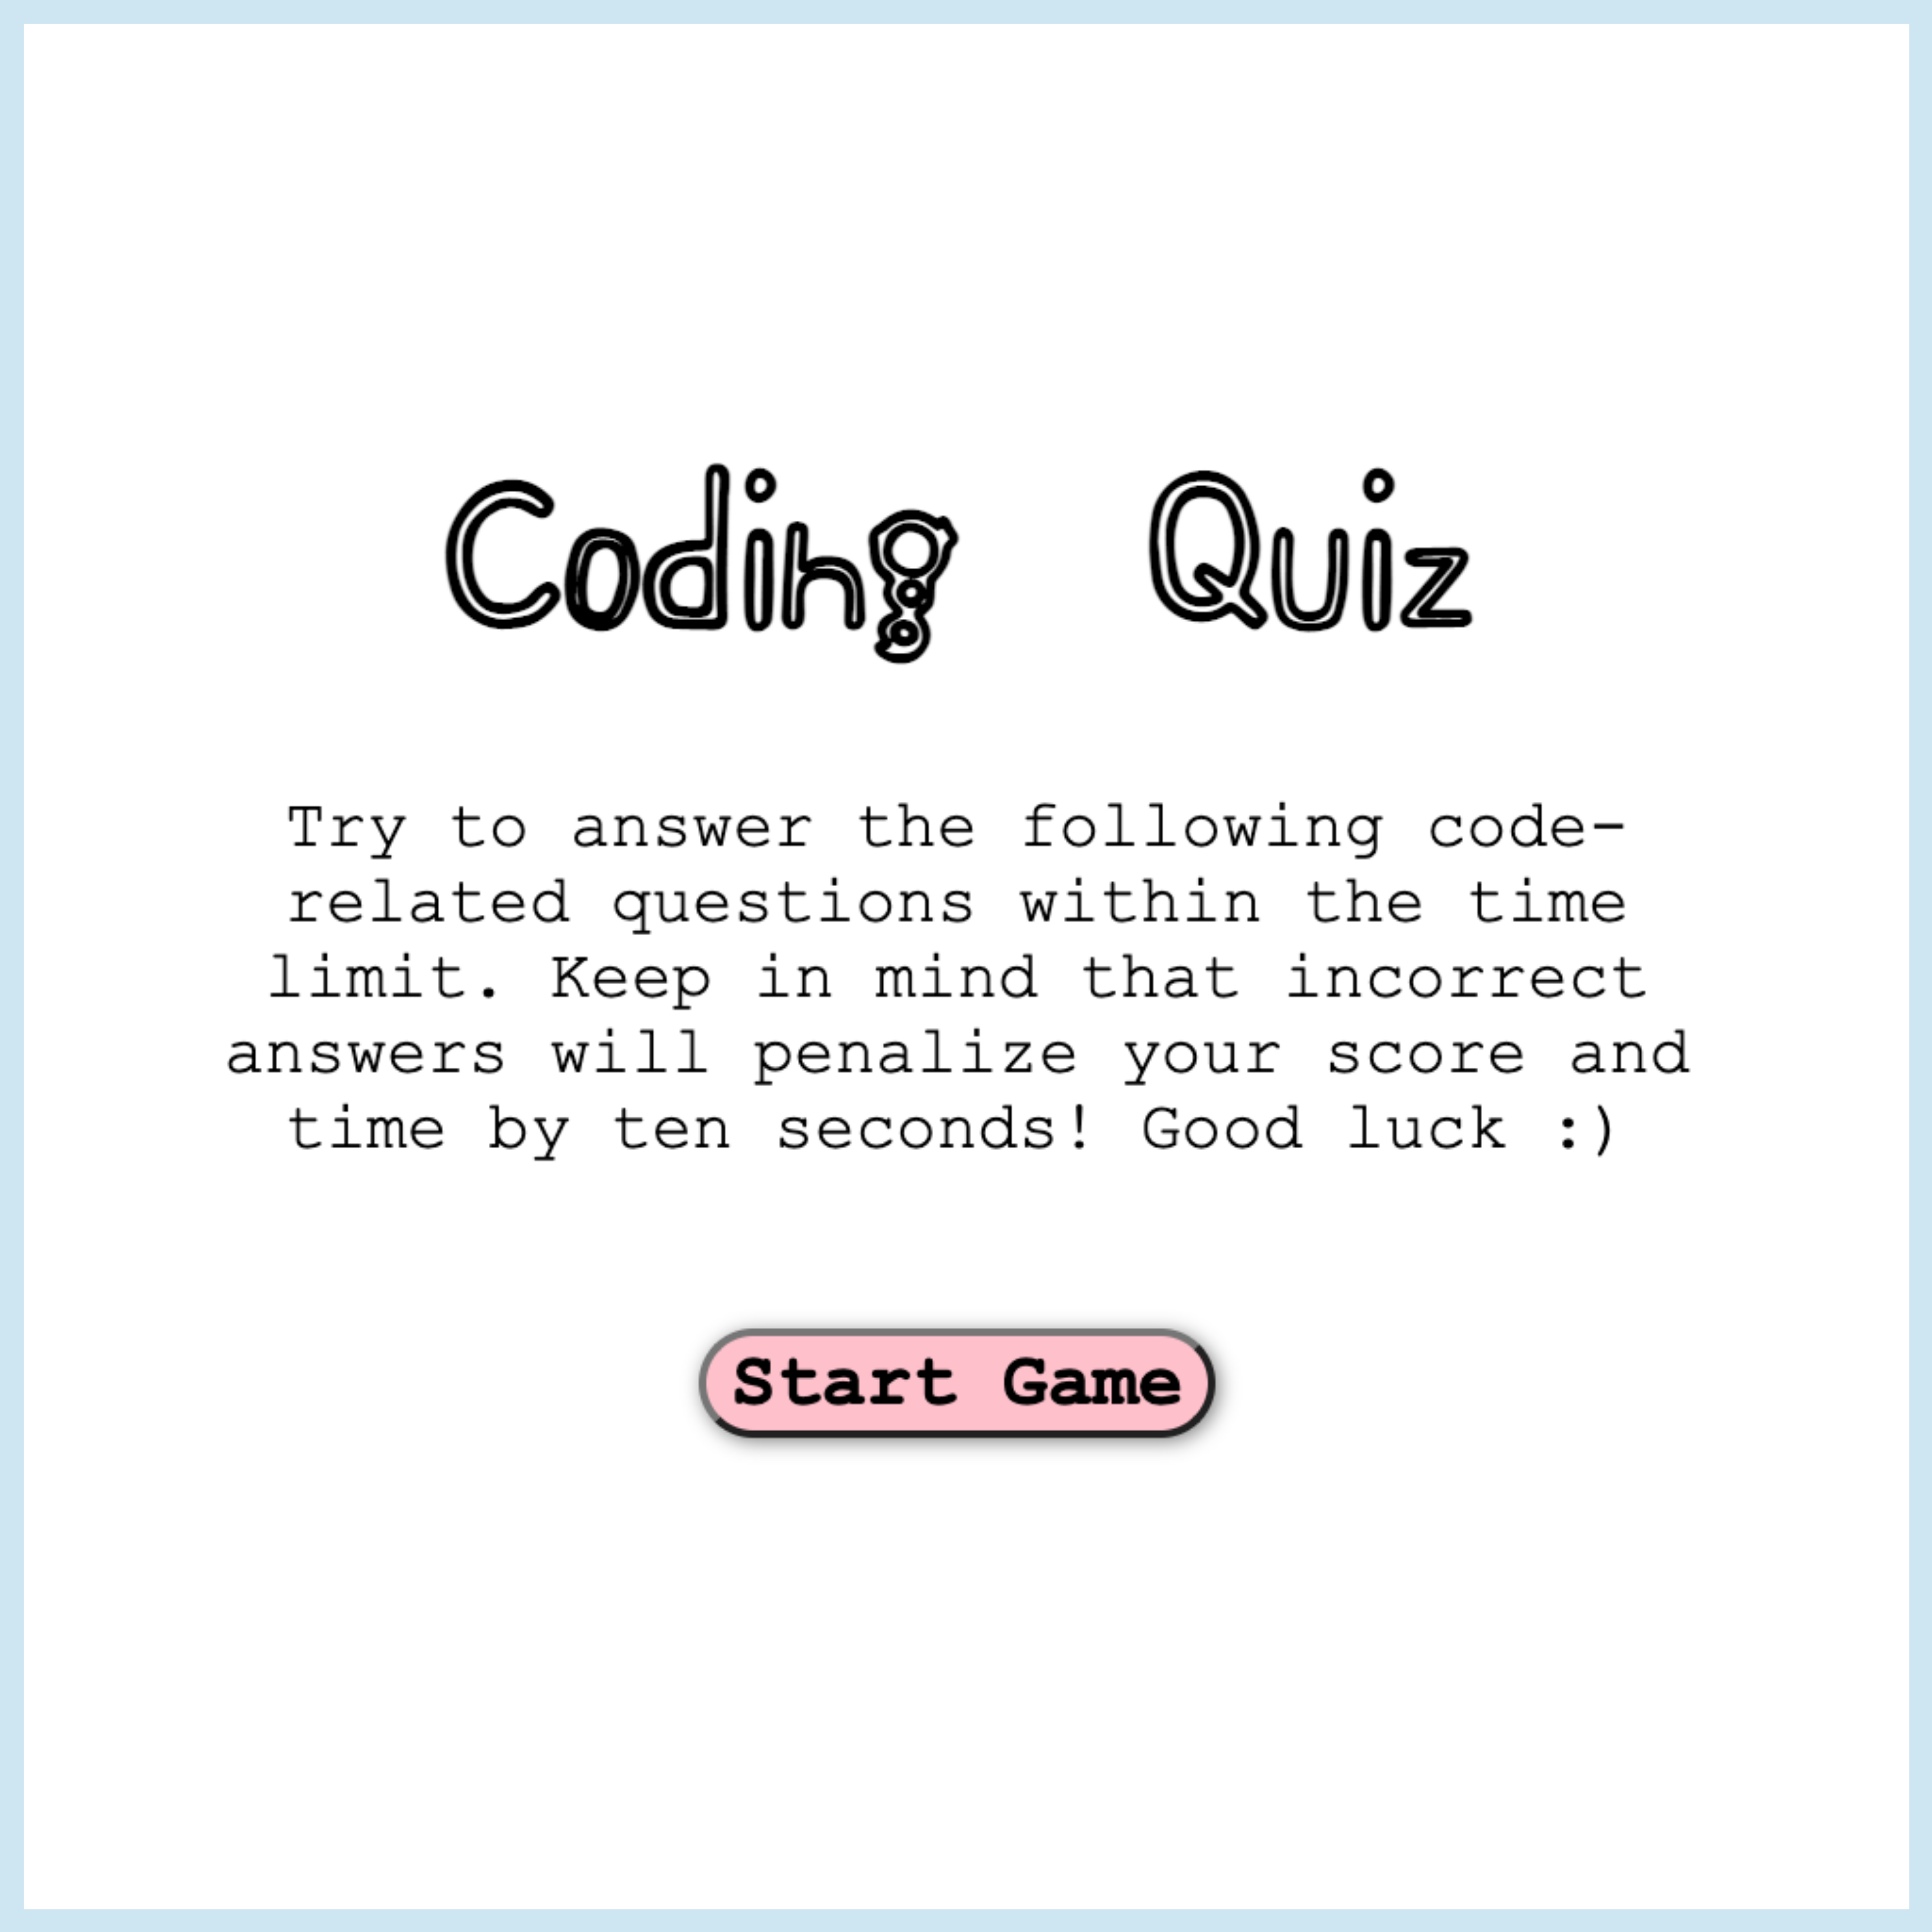 Coding Quiz
Try to answer the following code-
related questions within the time
limit. Keep in mind that incorrect
answers will penalize your score and
time by ten seconds! Good luck :)
Start Game